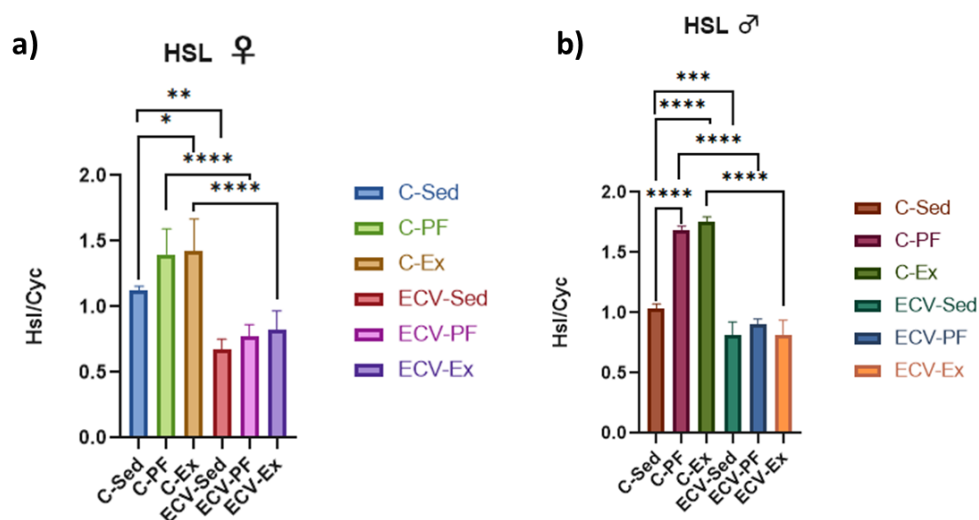 a)
HSL ♀
**
*
****
****
2.0
1.5
1.0
0.5
0.0
Hsl/Cyc
C-Sed
C-PF
C-Ex
ECV-Sed
ECV-PF
ECV-Ex
C-Sed
C-PF
C-Ex
ECV-Sed
ECV-PF
ECV-Ex
b)
HSL ♂
***
****
****
****
****
2.0
1.5
1.0
0.5
0.0
Hsl/Cyc
C-Sed
C-PF
C-Ex
ECV-Sed
ECV-PF
ECV-Ex
C-Sed
C-PF
C-Ex
ECV-Sed
ECV-PF
ECV-Ex